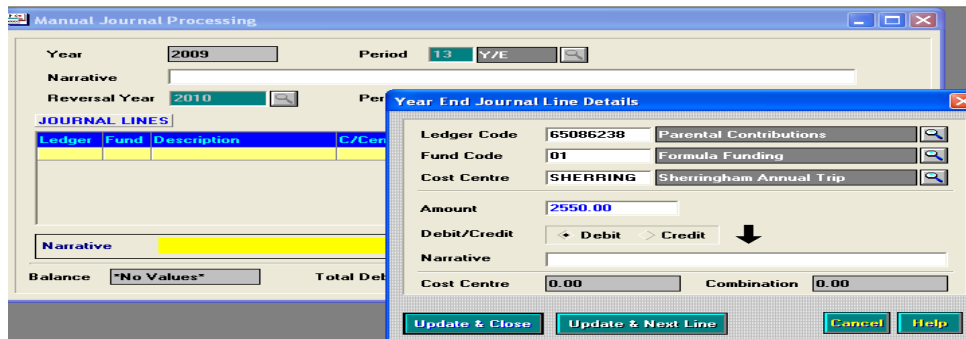 Manual Journal Processing
Year 2009 Period 13 Y/E
Narrative
Reversal Year 2010 Per
JOURNAL LINES
Ledger Fund Description C/Cen
Narrative
Balance *No Values* Total Deb
Year End Journal Line Details
Ledger Code 65086238 Parental Contributions
Fund Code 01 Formula Funding
Cost Centre SHERRING Sherringham Annual Trip
Amount 2550.00
Debit/Credit Debit Credit
Narrative
Cost Centre 0.00 Combination 0.00
Update & Close Update & Next Line Cancel Help